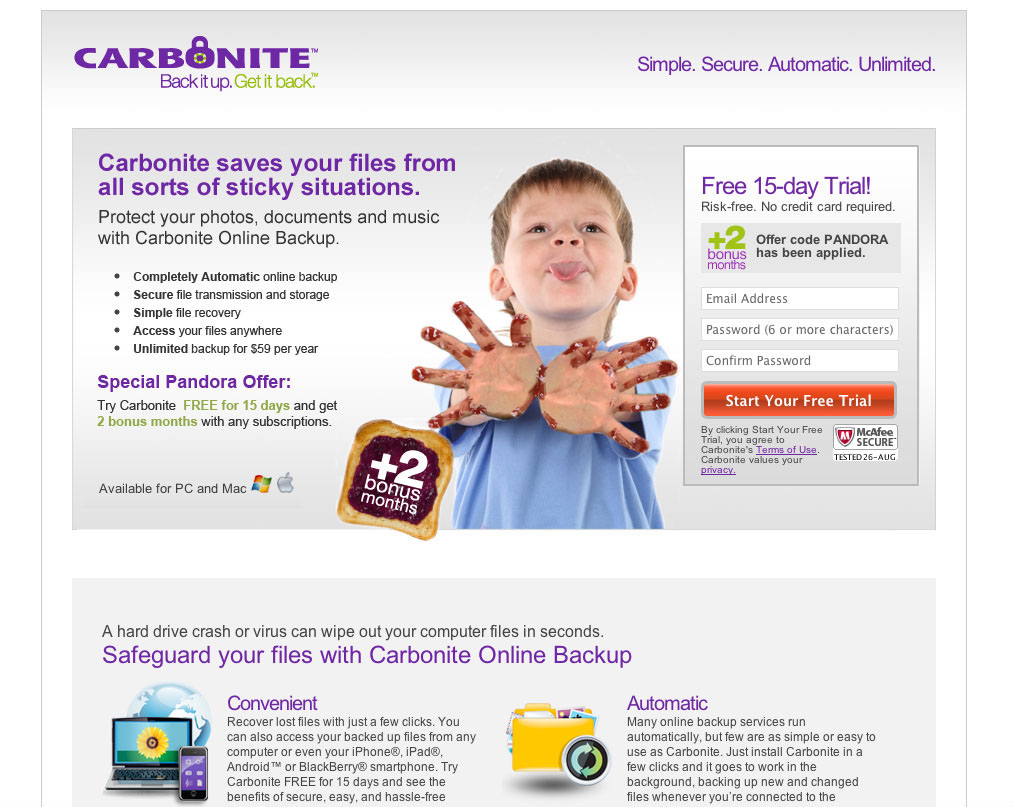 CARBONITE™
Back it up. Get it back.™
Simple. Secure. Automatic. Unlimited.
Carbonite saves your files from
all sorts of sticky situations.
Protect your photos, documents and music
with Carbonite Online Backup.
• Completely Automatic online backup
• Secure file transmission and storage
• Simple file recovery
• Access your files anywhere
• Unlimited backup for $59 per year
Special Pandora Offer:
Try Carbonite FREE for 15 days and get
2 bonus months with any subscriptions.
Available for PC and Mac
+2
bonus
months
Free 15-day Trial!
Risk-free. No credit card required.
+2
bonus
months
Offer code PANDORA
has been applied.
Email Address
Password (6 or more characters)
Confirm Password
Start Your Free Trial
By clicking Start Your Free
Trial, you agree to
Carbonite's Terms of Use.
Carbonite values your
privacy.
McAfee
SECURE™
TESTED 26-AUG
A hard drive crash or virus can wipe out your computer files in seconds.
Safeguard your files with Carbonite Online Backup
Convenient
Recover lost files with just a few clicks. You
can also access your backed up files from any
computer or even your iPhone®, iPad®,
Android™ or BlackBerry® smartphone. Try
Carbonite FREE for 15 days and see the
benefits of secure, easy, and hassle-free
Automatic
Many online backup services run
automatically, but few are as simple or easy to
use as Carbonite. Just install Carbonite in a
few clicks and it goes to work in the
background, backing up new and changed
files whenever you're connected to the